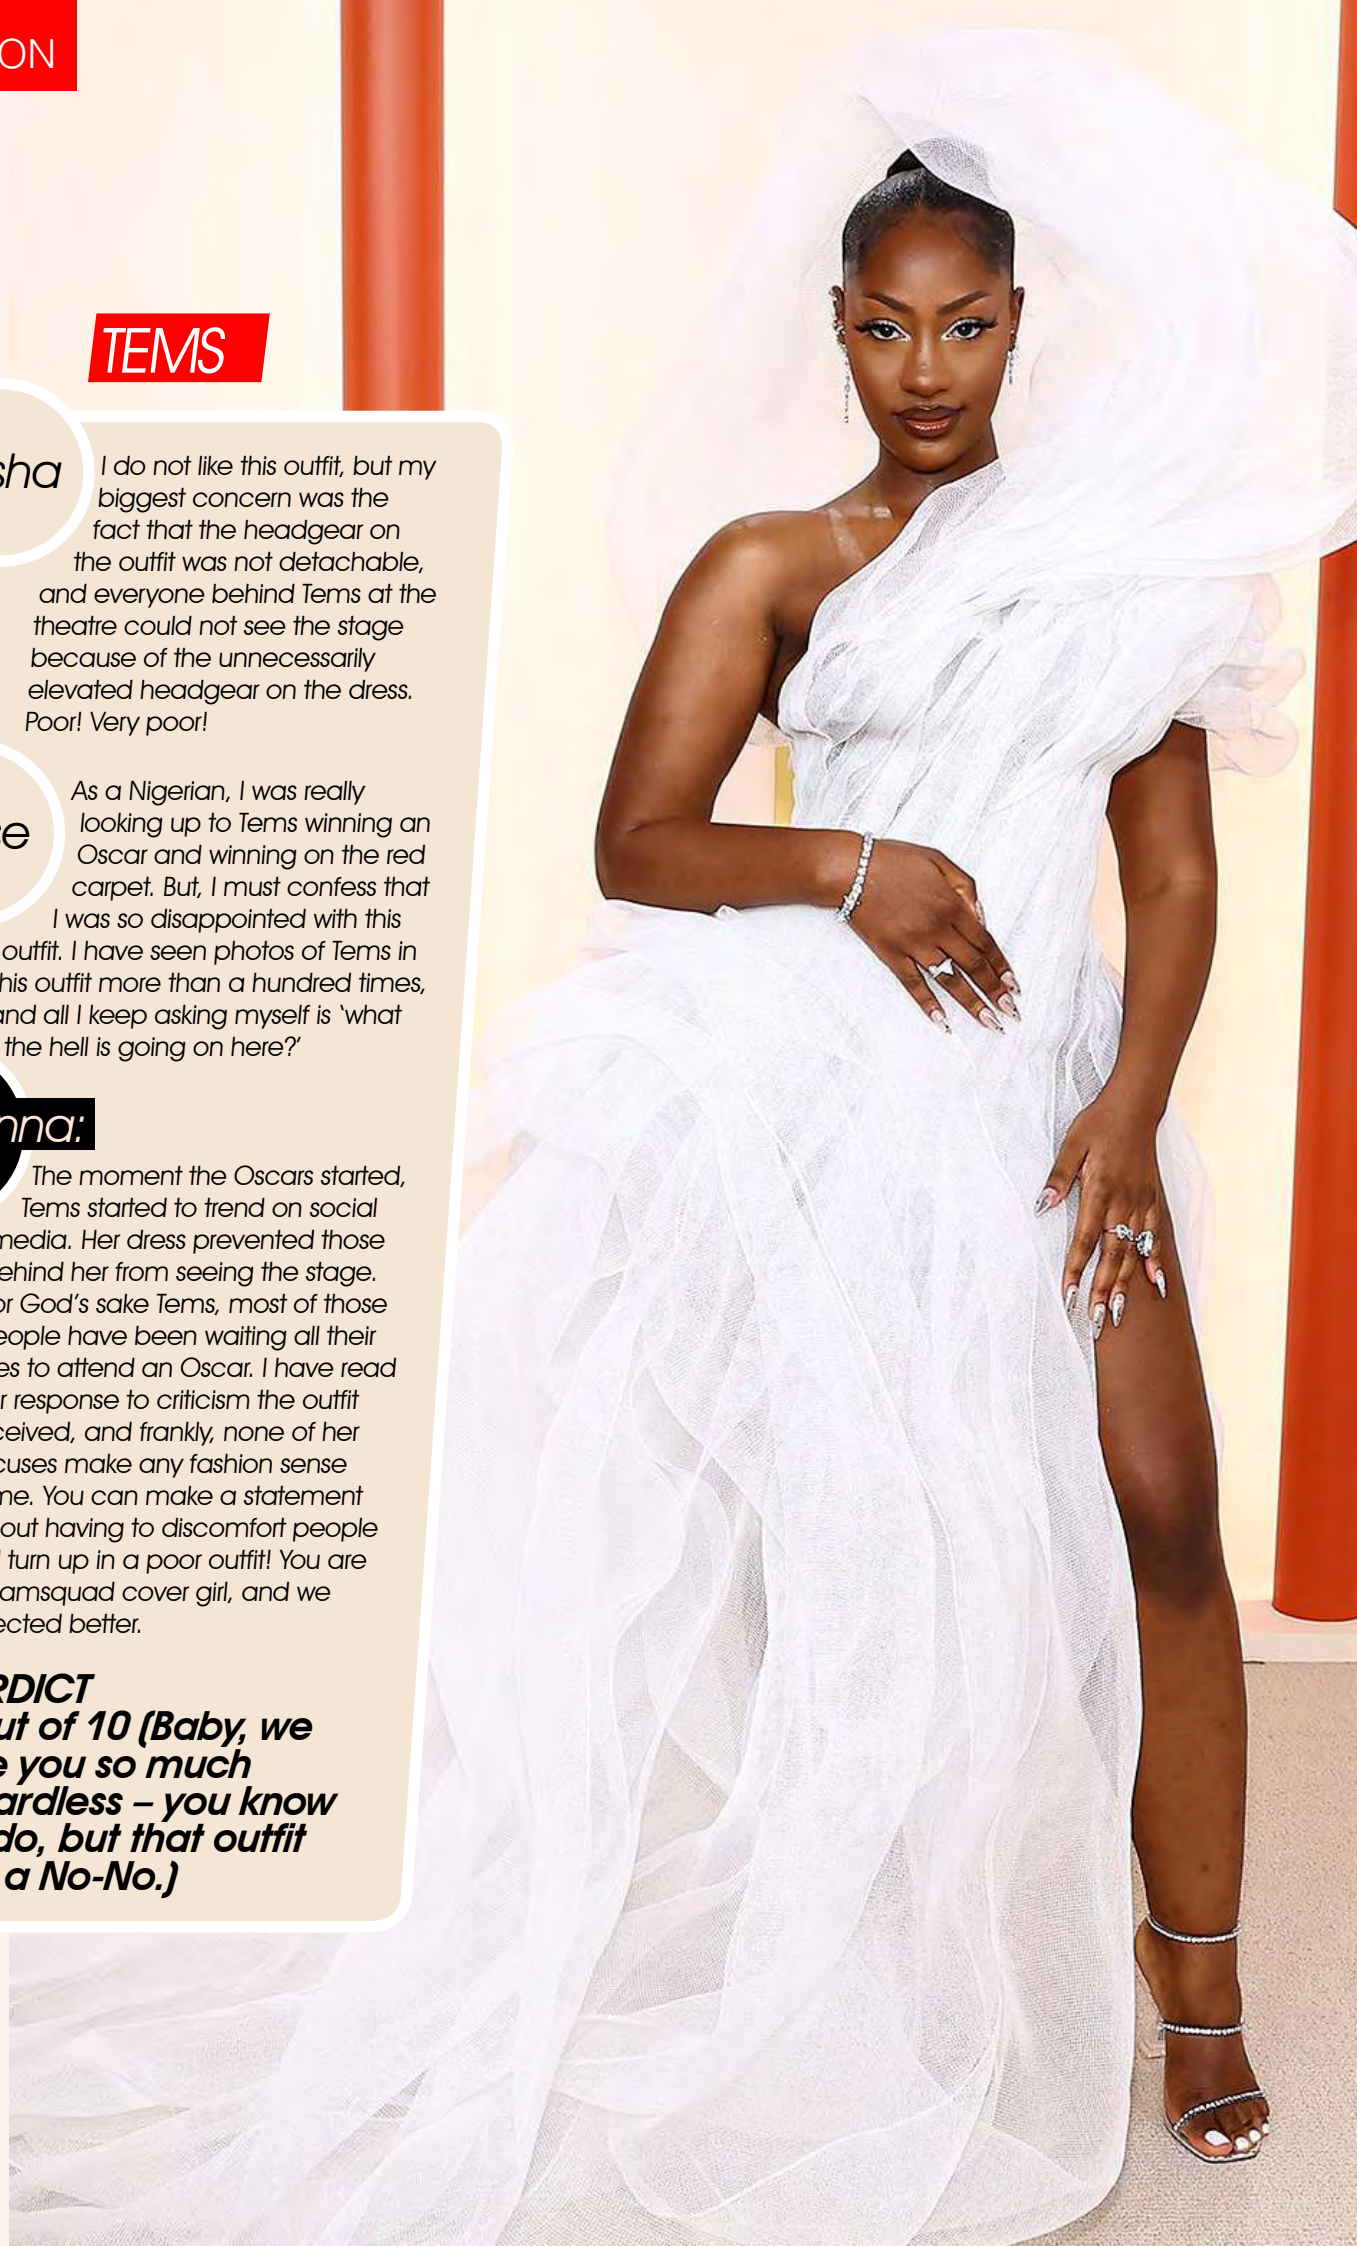 ON
TEMS
sha
I do not like this outfit, but my
biggest concern was the
fact that the headgear on
the outfit was not detachable,
and everyone behind Tems at the
theatre could not see the stage
because of the unnecessarily
elevated headgear on the dress.
Poor! Very poor!
ce
As a Nigerian, I was really
looking up to Tems winning an
Oscar and winning on the red
carpet. But, I must confess that
I was so disappointed with this
outfit. I have seen photos of Tems in
his outfit more than a hundred times,
and all I keep asking myself is ‘what
the hell is going on here?’
nna:
The moment the Oscars started,
Tems started to trend on social
media. Her dress prevented those
ehind her from seeing the stage.
or God’s sake Tems, most of those
eople have been waiting all their
es to attend an Oscar. I have read
r response to criticism the outfit
ceived, and frankly, none of her
cuses make any fashion sense
me. You can make a statement
out having to discomfort people
turn up in a poor outfit! You are
amsquad cover girl, and we
ected better.
RDICT
ut of 10 (Baby, we
e you so much
ardless – you know
do, but that outfit
a No-No.)